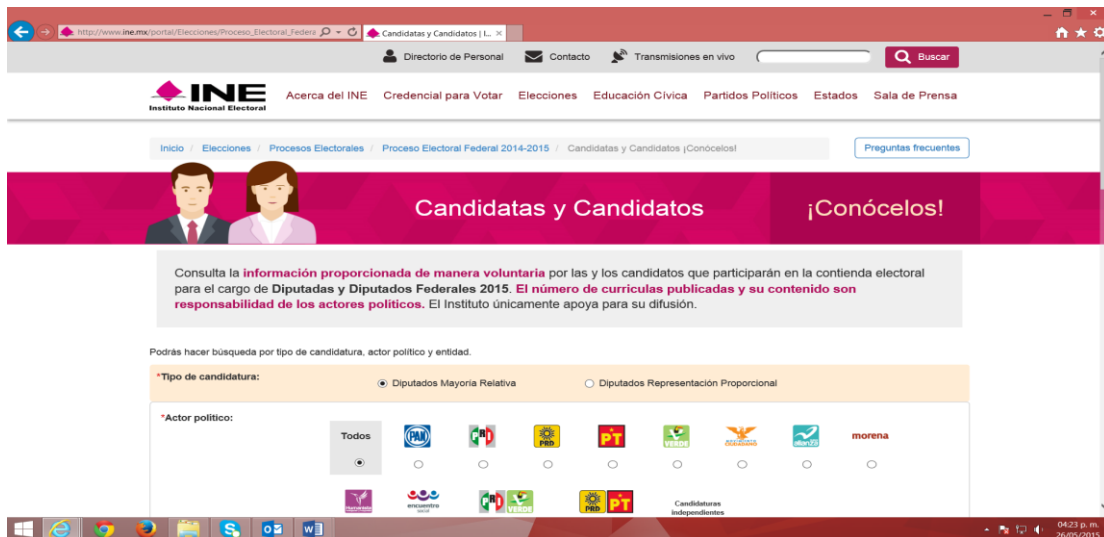 http://www.ine.mx/portal/Elecciones/Proceso_Electoral_Federa
Candidatas y Candidatos | I...
Directorio de Personal Contacto Transmisiones en vivo Buscar
INE
Instituto Nacional Electoral
Acerca del INE Credencial para Votar Elecciones Educación Cívica Partidos Políticos Estados Sala de Prensa
Inicio / Elecciones / Procesos Electorales / Proceso Electoral Federal 2014-2015 / Candidatas y Candidatos ¡Conócelos! Preguntas frecuentes
Candidatas y Candidatos ¡Conócelos!
Consulta la información proporcionada de manera voluntaria por las y los candidatos que participarán en la contienda electoral
para el cargo de Diputadas y Diputados Federales 2015. El número de curriculas publicadas y su contenido son
responsabilidad de los actores políticos. El Instituto únicamente apoya para su difusión.
Podrás hacer búsqueda por tipo de candidatura, actor político y entidad.
*Tipo de candidatura: Diputados Mayoria Relativa Diputados Representación Proporcional
*Actor político:
Todos PAN PRD PRD PT VERDE alianza morena
encuentro social VERDE PRD PT Candidaturas
independientes
04:23 p. m.
26/05/2015